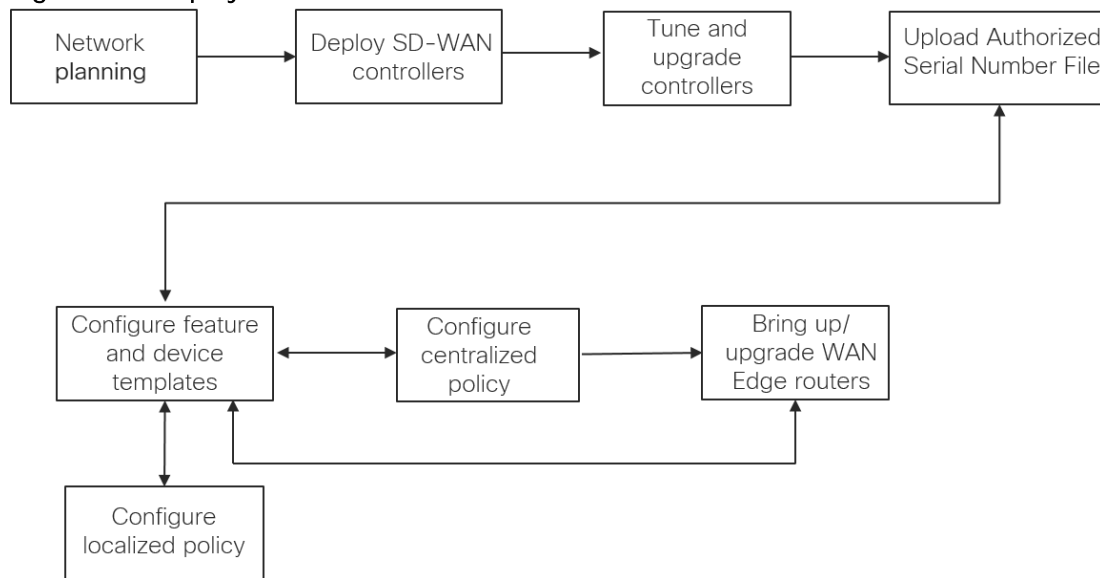 Network
planning
Deploy SD-WAN
controllers
Tune and
upgrade
controllers
Upload Authorized
Serial Number File
Configure feature
and device
templates
Configure
centralized
policy
Bring up/
upgrade WAN
Edge routers
Configure
localized policy